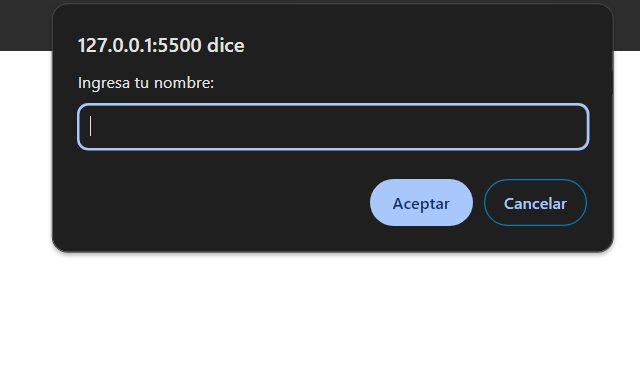 127.0.0.1:5500 dice
Ingresa tu nombre:
Aceptar
Cancelar